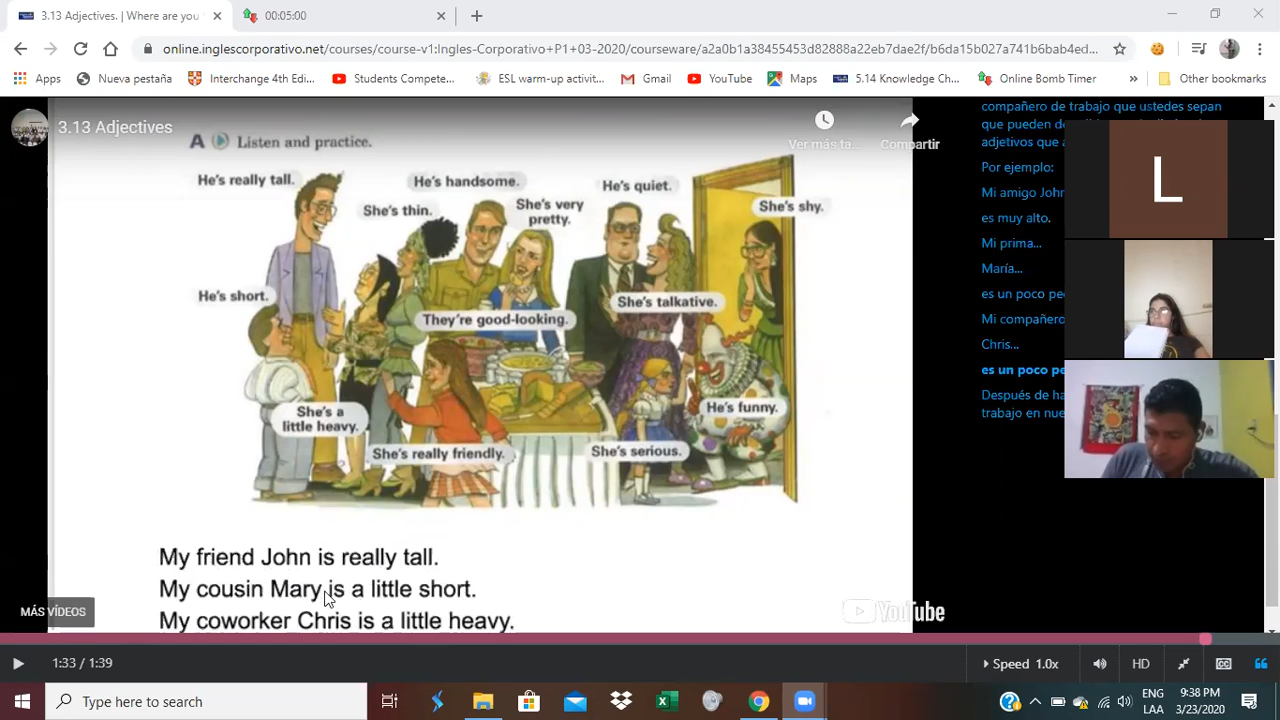 3.13 Adjectives. | Where are you
00:05:00
online.inglescorporativo.net/courses/course-v1:Ingles-Corporativo+P1+03-2020/courseware/a2a0b1a38455453d82888a22eb7dae2f/b6da15b027a741b6bab4ed...
Apps
Nueva pestaña
Interchange 4th Edi...
Students Compete...
ESL warm-up activit...
Gmail
YouTube
Maps
5.14 Knowledge Ch...
Online Bomb Timer
»
Other bookmarks
3.13 Adjectives
Ver más ta...
Compartir
A Listen and practice.
He's really tall.
He's handsome.
He's quiet.
She's thin.
She's very
pretty.
She's shy.
He's short.
She's talkative.
They're good-looking.
She's a
little heavy.
He's funny.
She's really friendly.
She's serious.
My friend John is really tall.
My cousin Mary is a little short.
My coworker Chris is a little heavy.
MÁS VÍDEOS
YouTube
compañero de trabajo que ustedes sepan
adjetivos que
Por ejemplo:
Mi amigo John
es muy alto.
Mi prima...
María...
es un poco
Mi compañero
Chris...
es un poco
Después de
trabajo en
L
1:33 / 1:39
Speed 1.0x
HD
Type here to search
ENG
LAA
9:38 PM
3/23/2020